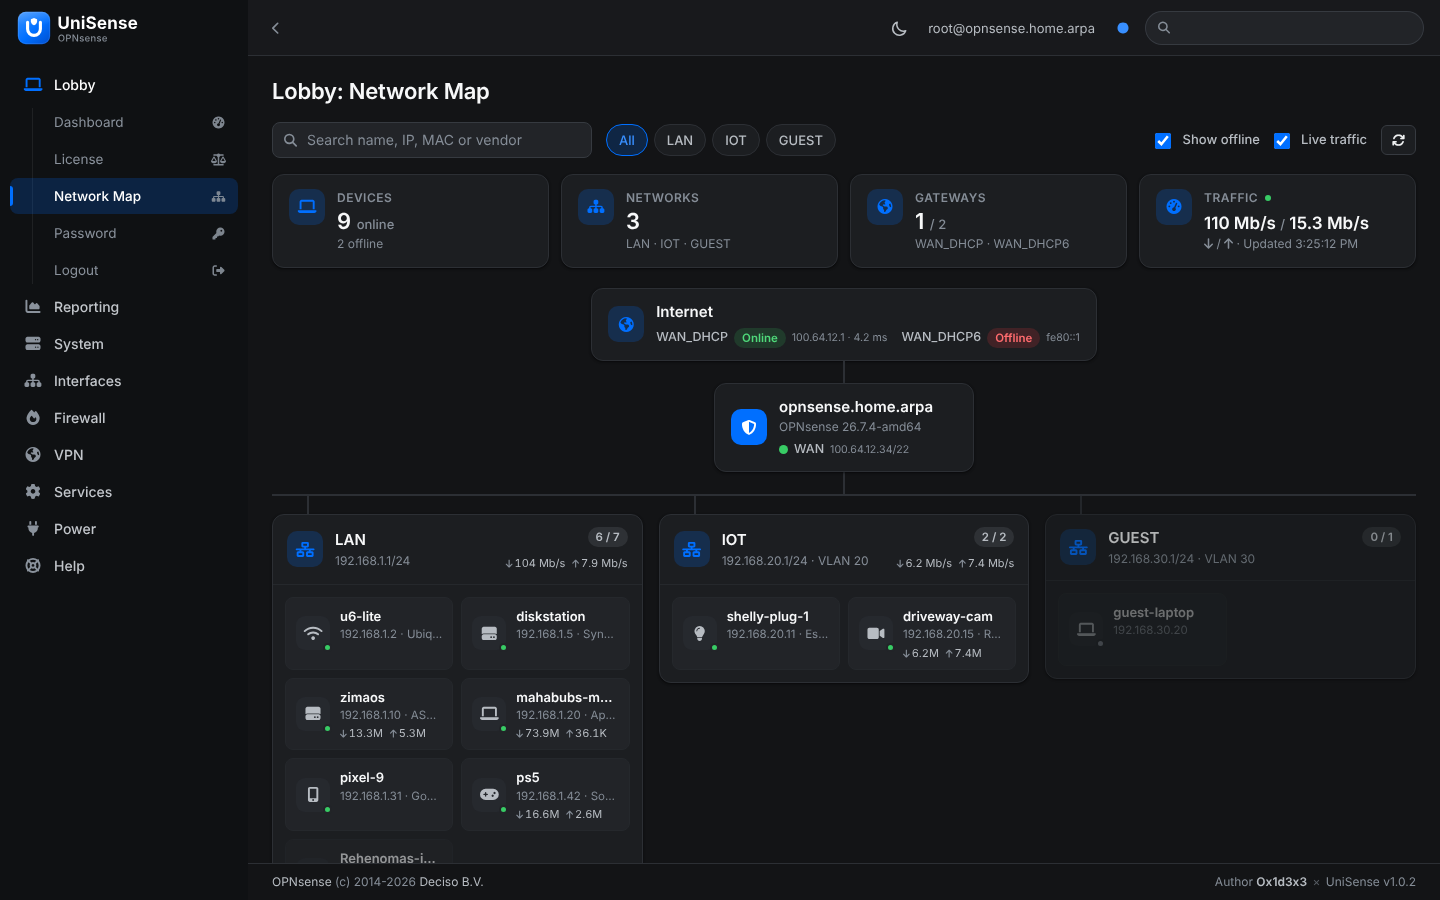 UniSense
OPNsense
root@opnsense.home.arpa
Lobby
Dashboard
License
Network Map
Password
Logout
Reporting
System
Interfaces
Firewall
VPN
Services
Power
Help
Lobby: Network Map
Search name, IP, MAC or vendor
All
LAN
IOT
GUEST
Show offline
Live traffic
DEVICES
9 online
2 offline
NETWORKS
3
LAN · IOT · GUEST
GATEWAYS
1 / 2
WAN_DHCP · WAN_DHCP6
TRAFFIC
110 Mb/s / 15.3 Mb/s
↓ / ↑ · Updated 3:25:12 PM
Internet
WAN_DHCP Online 100.64.12.1 · 4.2 ms WAN_DHCP6 Offline fe80::1
opnsense.home.arpa
OPNsense 26.7.4-amd64
WAN 100.64.12.34/22
LAN
6 / 7
192.168.1.1/24
↓104 Mb/s ↑7.9 Mb/s
u6-lite
192.168.1.2 · Ubiq...
diskstation
192.168.1.5 · Syn...
zimaos
192.168.1.10 · AS...
↓13.3M ↑5.3M
mahabubs-m...
192.168.1.20 · Ap...
↓73.9M ↑36.1K
pixel-9
192.168.1.31 · Go...
ps5
192.168.1.42 · So...
↓16.6M ↑2.6M
Rehenomas-i...
IOT
2 / 2
192.168.20.1/24 · VLAN 20
↓6.2 Mb/s ↑7.4 Mb/s
shelly-plug-1
192.168.20.11 · Es...
driveway-cam
192.168.20.15 · R...
↓6.2M ↑7.4M
GUEST
0 / 1
192.168.30.1/24 · VLAN 30
guest-laptop
192.168.30.20
OPNsense (c) 2014-2026 Deciso B.V.
Author Ox1d3x3 × UniSense v1.0.2